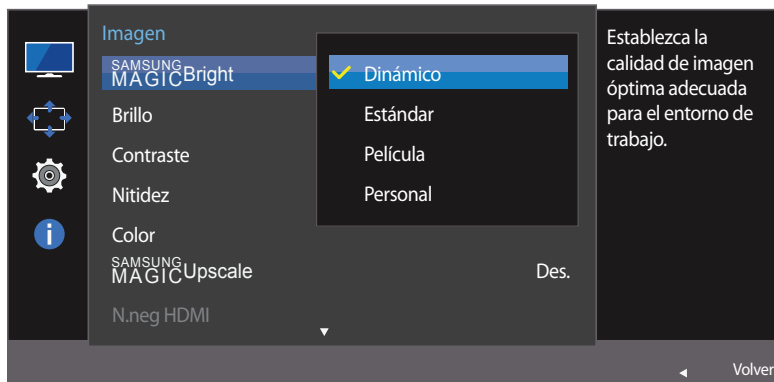 Imagen
SAMSUNG
MAGICBright
Brillo
Contraste
Nitidez
Color
SAMSUNG
MAGICUpscale Des.
N.neg HDMI
Dinámico
Estándar
Película
Personal
Establezca la
calidad de imagen
óptima adecuada
para el entorno de
trabajo.
Volver